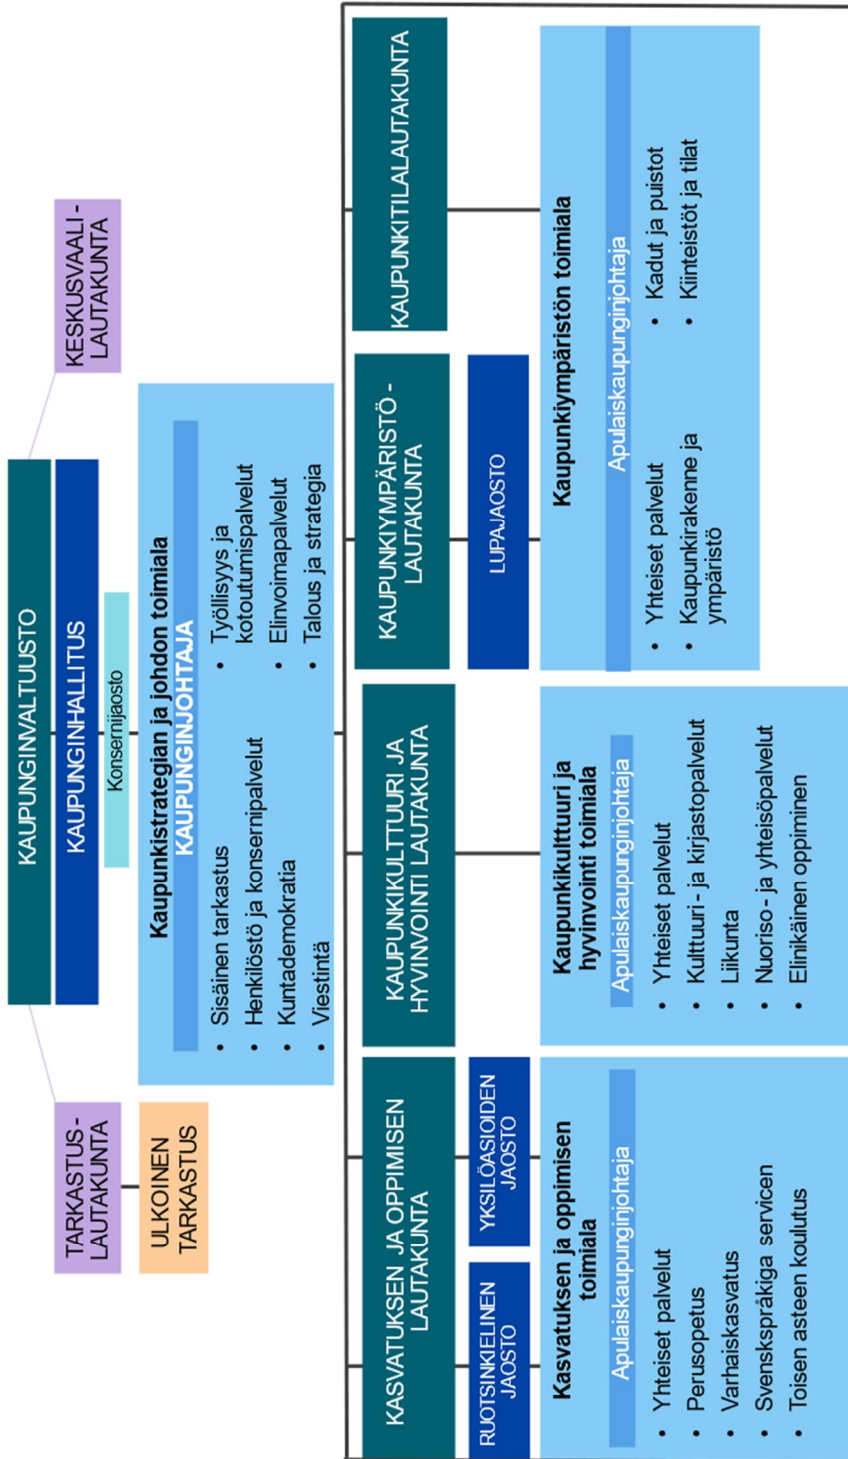 KAUPUNGINVALTUUSTO
KAUPUNGINHALLITUS
Konsernijaosto
TARKASTUS-
LAUTAKUNTA
ULKOINEN
TARKASTUS
KESKUSVAALI-
LAUTAKUNTA
Kaupunkistrategian ja johdon toimiala
KAUPUNGINJOHTAJA
• Sisäinen tarkastus
• Henkilöstö ja konsernipalvelut
• Kuntademokratia
• Viestintä
• Työllisyys ja
kotoutumispalvelut
• Elinvoimapalvelut
• Talous ja strategia
KASVATUKSEN JA OPPIMISEN
LAUTAKUNTA
RUOTSINKIELINEN
JAOSTO
YKSILÖASIOIDEN
JAOSTO
Kasvatuksen ja oppimisen
toimiala
Apulaiskaupunginjohtaja
• Yhteiset palvelut
• Perusopetus
• Varhaiskasvatus
• Svenskspråkiga servicen
• Toisen asteen koulutus
KAUPUNKIKULTTUURI JA
HYVINVOINTI LAUTAKUNTA
Kaupunkikulttuuri ja
hyvinvointi toimiala
Apulaiskaupunginjohtaja
• Yhteiset palvelut
• Kulttuuri- ja kirjastopalvelut
• Liikunta
• Nuoriso- ja yhteisöpalvelut
• Elinikäinen oppiminen
KAUPUNKIYMPÄRISTÖ-
LAUTAKUNTA
LUPAJAOSTO
KAUPUNKITILALAUTAKUNTA
Kaupunkiympäristön toimiala
Apulaiskaupunginjohtaja
• Yhteiset palvelut
• Kaupunkirakenne ja
ympäristö
• Kadut ja puistot
• Kiinteistöt ja tilat